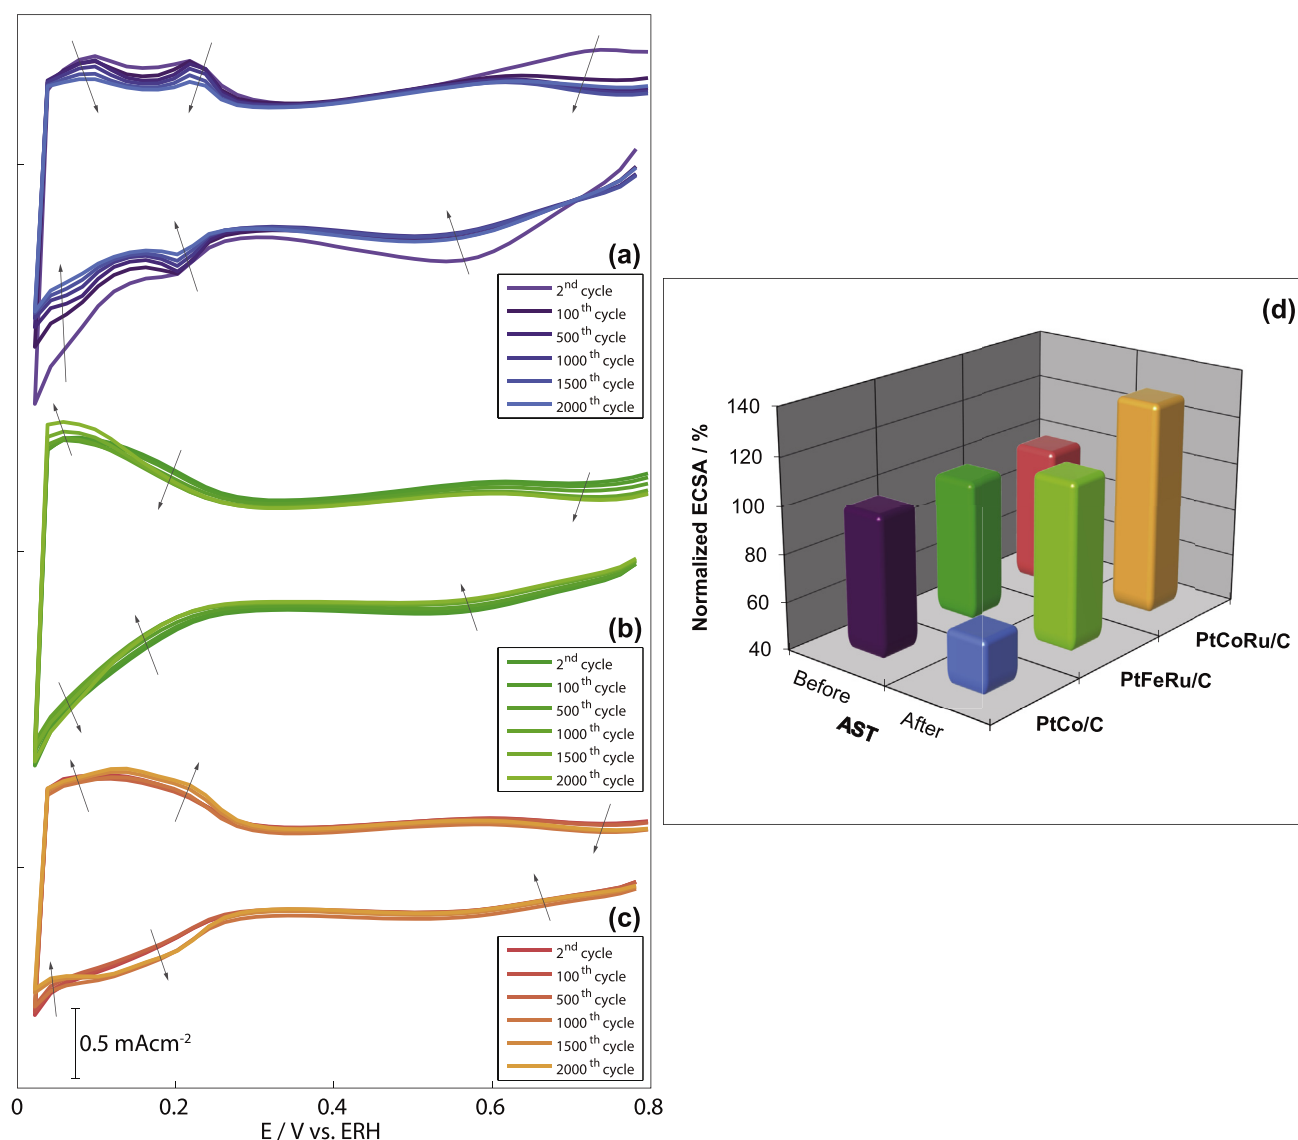 (a)
2nd cycle
100th cycle
500th cycle
1000th cycle
1500th cycle
2000th cycle
(b)
2nd cycle
100th cycle
500th cycle
1000th cycle
1500th cycle
2000th cycle
(c)
2nd cycle
100th cycle
500th cycle
1000th cycle
1500th cycle
2000th cycle
0.5 mAcm-2
0 0.2 0.4 0.6 0.8
E / V vs. ERH
(d)
Normalized ECSA / %
140
120
100
80
60
40
Before
After
AST
PtCo/C
PtFeRu/C
PtCoRu/C